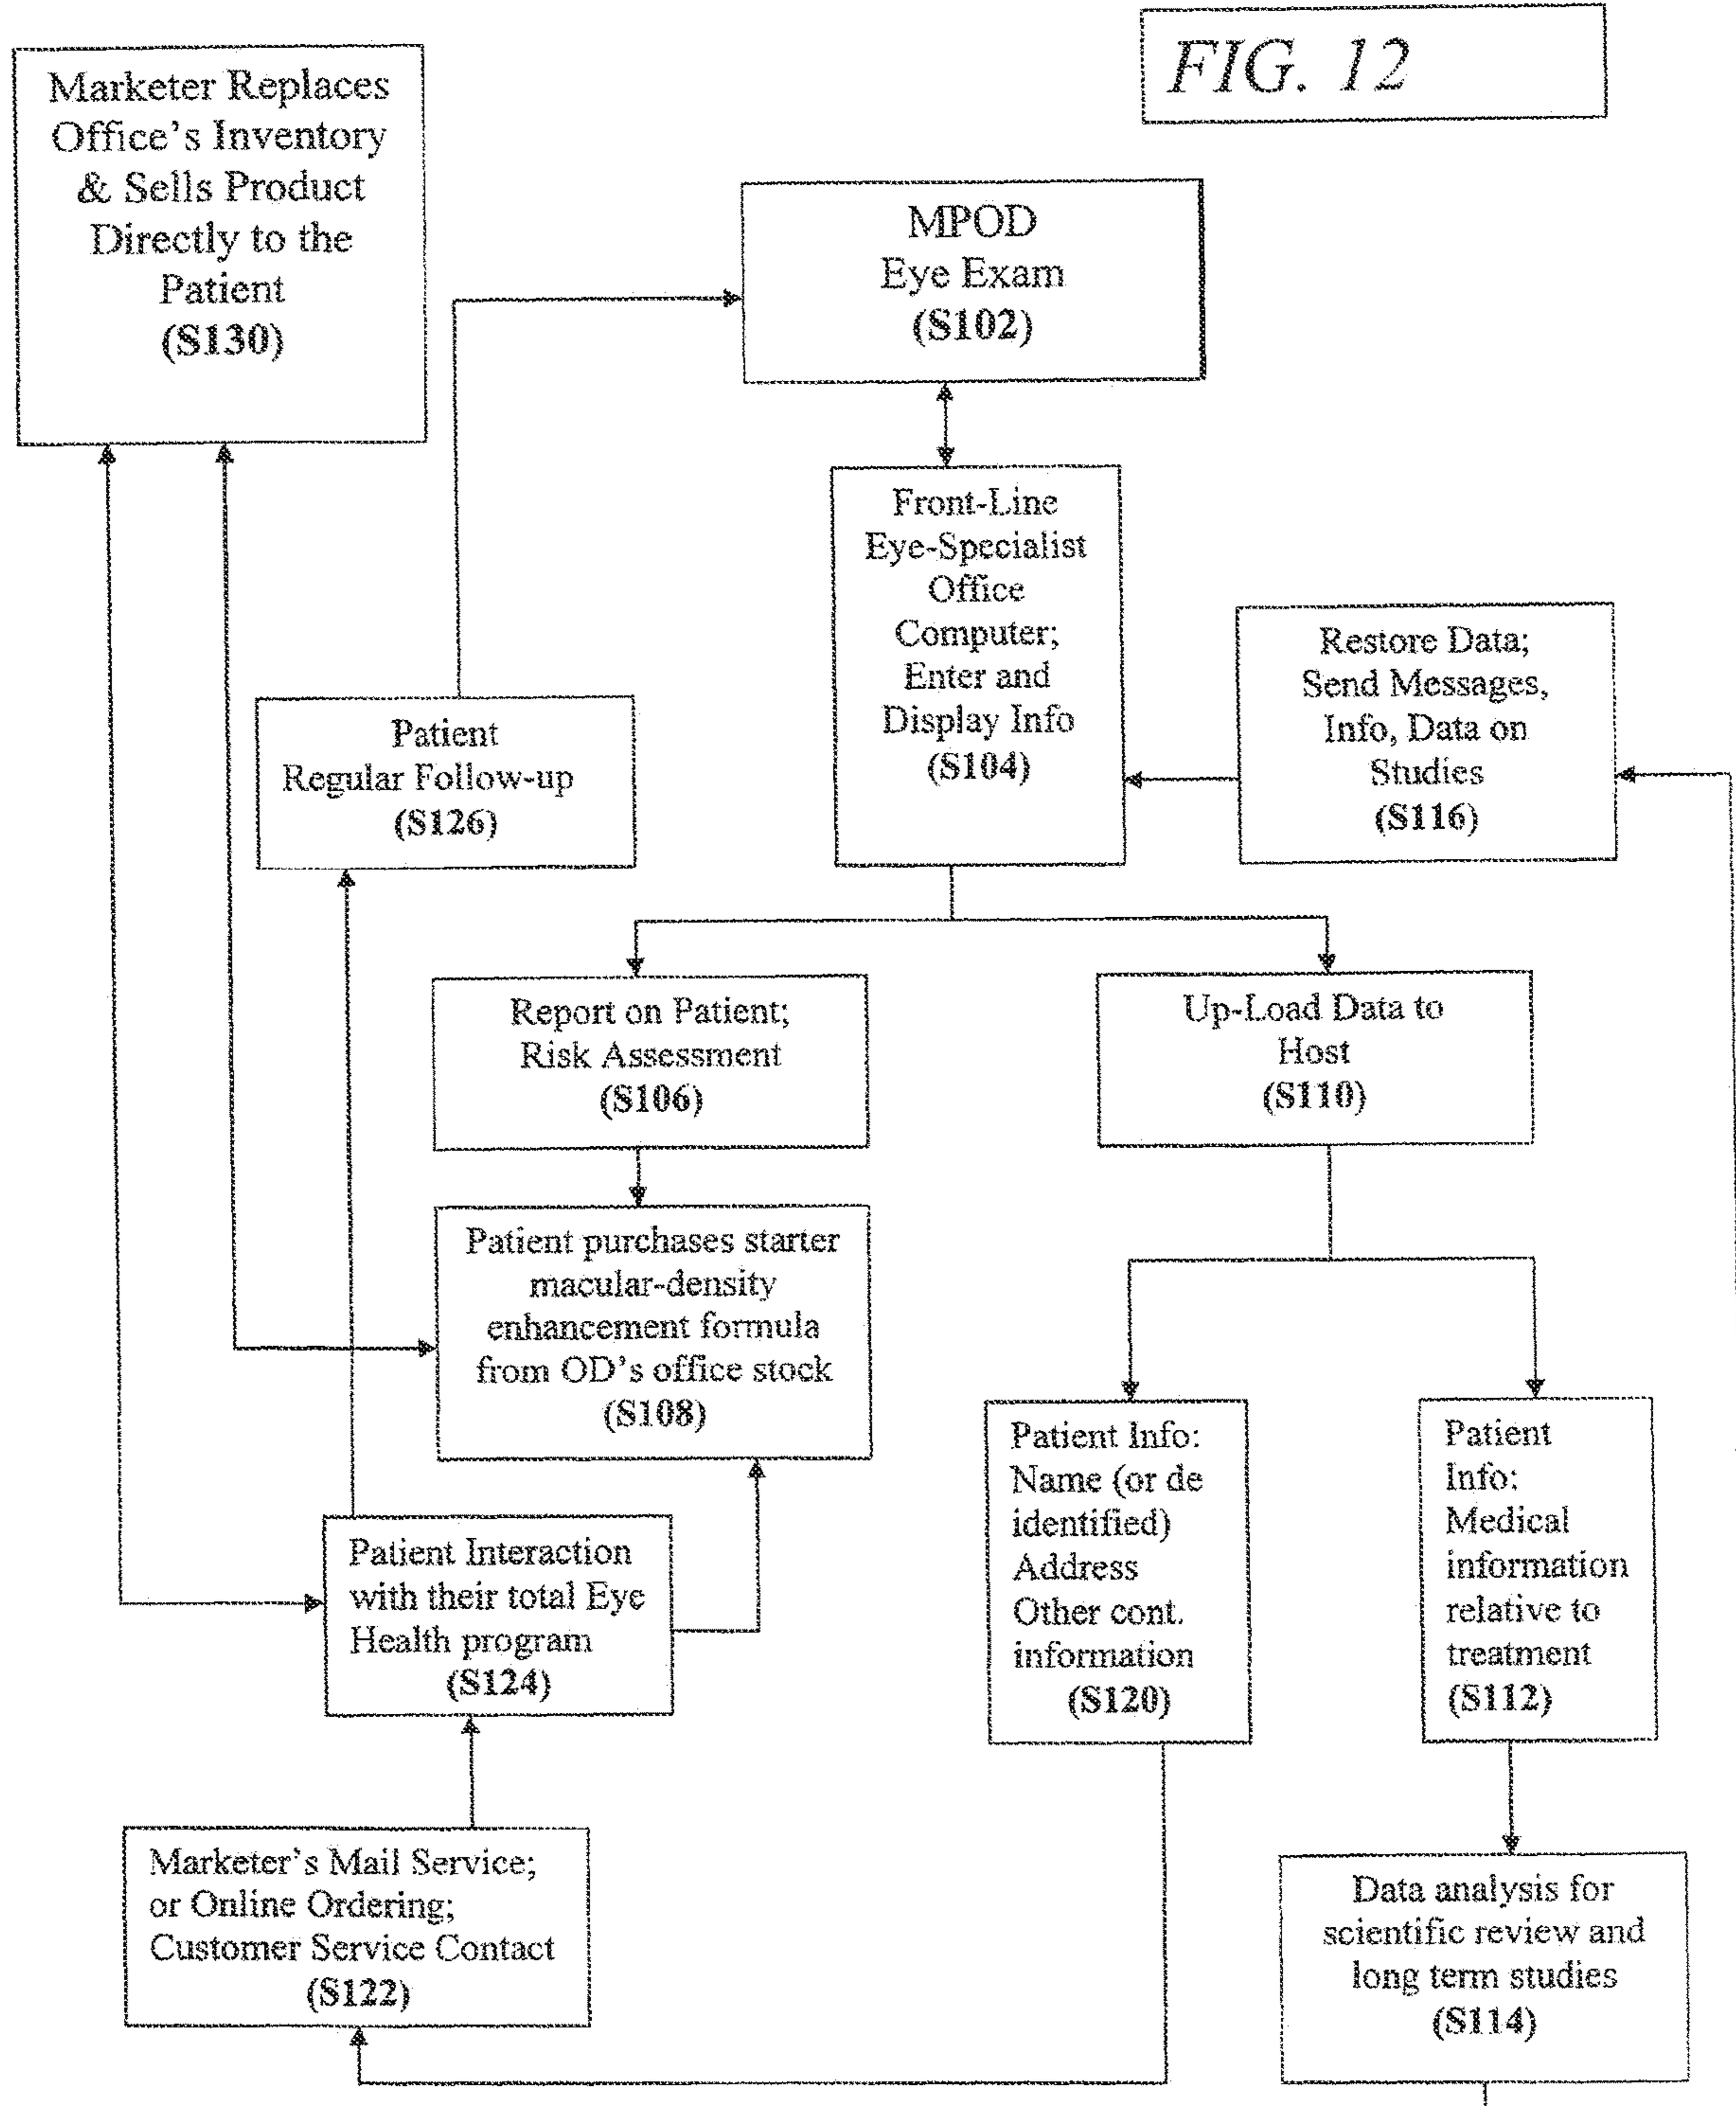 FIG. 12
Marketer Replaces
Office's Inventory
& Sells Product
Directly to the
Patient
(S130)
MPOD
Eye Exam
(S102)
Front-Line
Eye-Specialist
Office
Computer;
Enter and
Display Info
(S104)
Restore Data;
Send Messages,
Info, Data on
Studies
(S116)
Patient
Regular Follow-up
(S126)
Report on Patient;
Risk Assessment
(S106)
Up-Load Data to
Host
(S110)
Patient purchases starter
macular-density
enhancement formula
from OD's office stock
(S108)
Patient Info:
Name (or de
identified)
Address
Other cont.
information
(S120)
Patient
Info:
Medical
information
relative to
treatment
(S112)
Patient Interaction
with their total Eye
Health program
(S124)
Marketer's Mail Service;
or Online Ordering;
Customer Service Contact
(S122)
Data analysis for
scientific review and
long term studies
(S114)